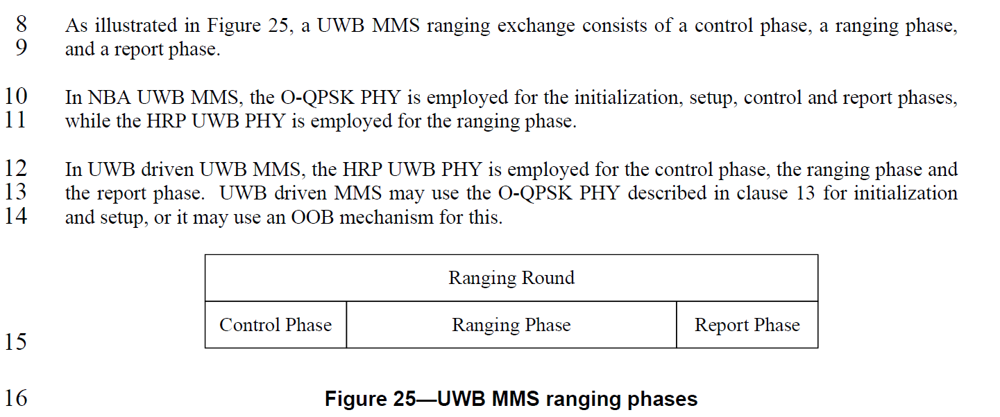 8 As illustrated in Figure 25, a UWB MMS ranging exchange consists of a control phase, a ranging phase,
9 and a report phase.
10 In NBA UWB MMS, the O-QPSK PHY is employed for the initialization, setup, control and report phases,
11 while the HRP UWB PHY is employed for the ranging phase.
12 In UWB driven UWB MMS, the HRP UWB PHY is employed for the control phase, the ranging phase and
13 the report phase. UWB driven MMS may use the O-QPSK PHY described in clause 13 for initialization
14 and setup, or it may use an OOB mechanism for this.
Ranging Round
Control Phase Ranging Phase Report Phase
15
16 Figure 25—UWB MMS ranging phases